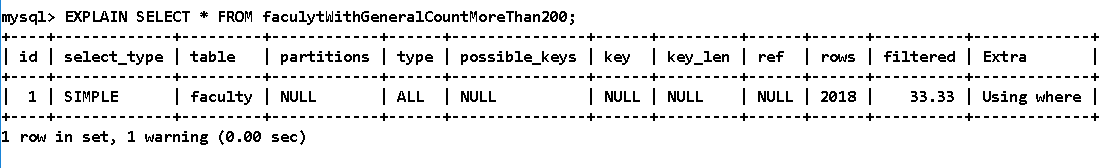 mysql> EXPLAIN SELECT * FROM faculytWithGeneralCountMoreThan200;
+----+-------------+---------+------------+------+---------------+------+---------+------+------+----------+-------------+
| id | select_type | table   | partitions | type | possible_keys | key  | key_len | ref  | rows | filtered | Extra       |
+----+-------------+---------+------------+------+---------------+------+---------+------+------+----------+-------------+
|  1 | SIMPLE      | faculty | NULL       | ALL  | NULL          | NULL | NULL    | NULL | 2018 |    33.33 | Using where |
+----+-------------+---------+------------+------+---------------+------+---------+------+------+----------+-------------+
1 row in set, 1 warning (0.00 sec)